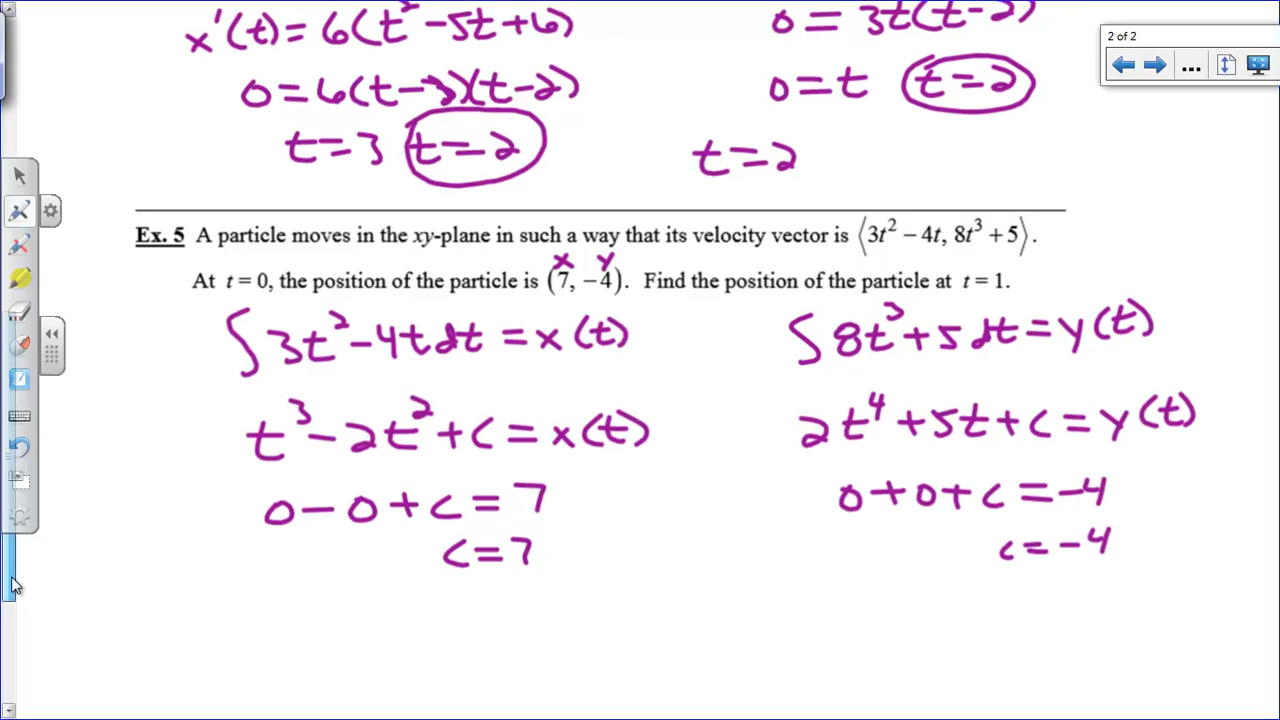 x'(t) = 6(t² - 5t + 6)
0 = 3t(t-2)
2 of 2
0 = 6(t-3)(t-2)
0 = t t = 2
t = 3 t = 2
t = 2
Ex. 5 A particle moves in the xy-plane in such a way that its velocity vector is ⟨3t² − 4t, 8t³ + 5⟩.
x y
At t = 0, the position of the particle is (7, −4). Find the position of the particle at t = 1.
∫ 3t² - 4t dt = x(t)
∫ 8t³ + 5 dt = y(t)
t³ - 2t² + c = x(t)
2t⁴ + 5t + c = y(t)
0 - 0 + c = 7
0 + 0 + c = -4
c = 7
c = -4